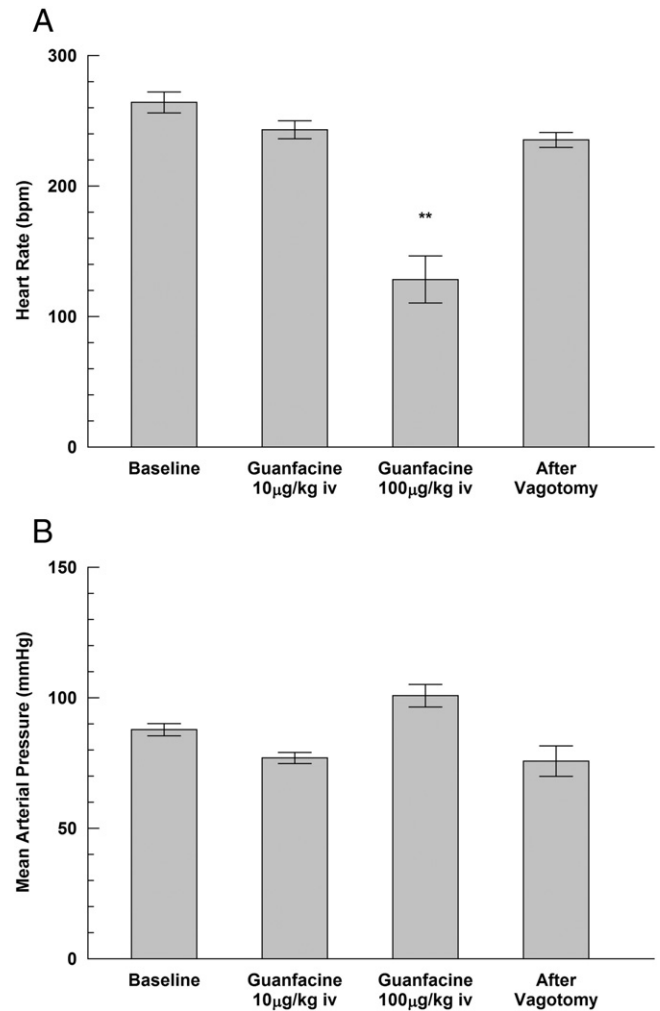 A
300
200
100
0
Heart Rate (bpm)
**
Baseline
Guanfacine
10µg/kg iv
Guanfacine
100µg/kg iv
After
Vagotomy
B
150
100
50
0
Mean Arterial Pressure (mmHg)
Baseline
Guanfacine
10µg/kg iv
Guanfacine
100µg/kg iv
After
Vagotomy